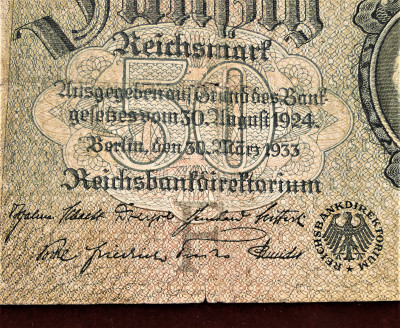 Fünfzig
Reichsmark
50
Ausgegeben auf Grund des Bank-
gesetzes vom 30. August 1924.
Berlin, den 30. März 1933
Reichsbankdirektorium
REICHSBANKDIREKTORIUM